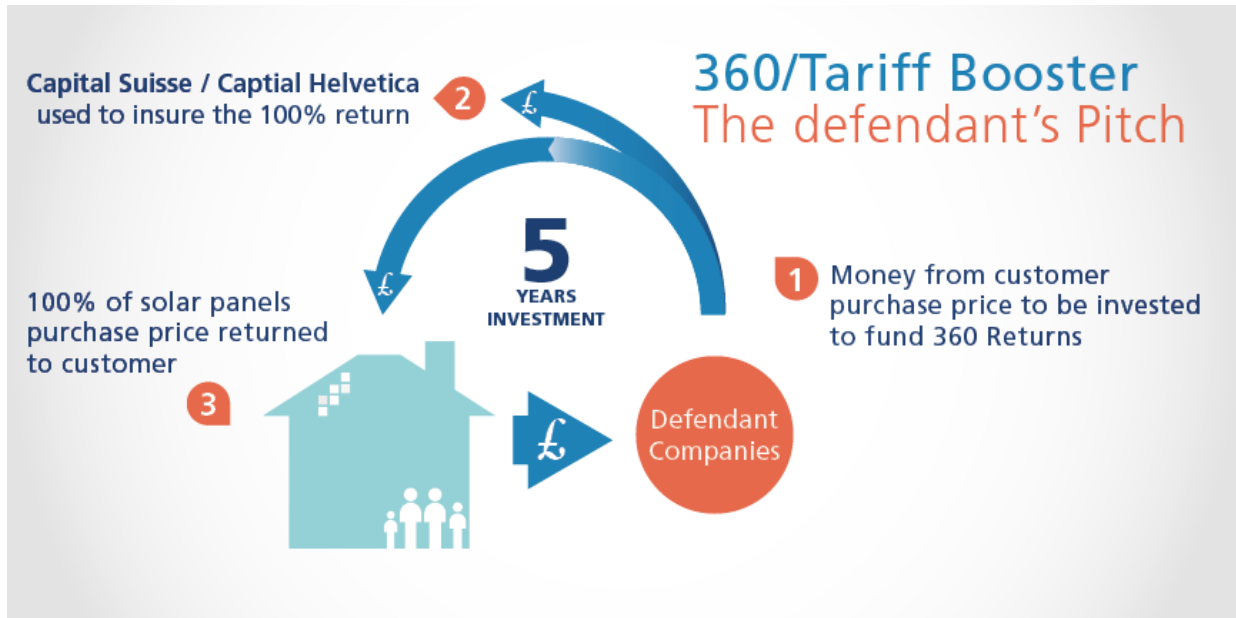 360/Tariff Booster
The defendant's Pitch
Capital Suisse / Captial Helvetica
used to insure the 100% return
2
£
£
5
YEARS
INVESTMENT
1
Money from customer
purchase price to be invested
to fund 360 Returns
100% of solar panels
purchase price returned
to customer
3
£
Defendant
Companies